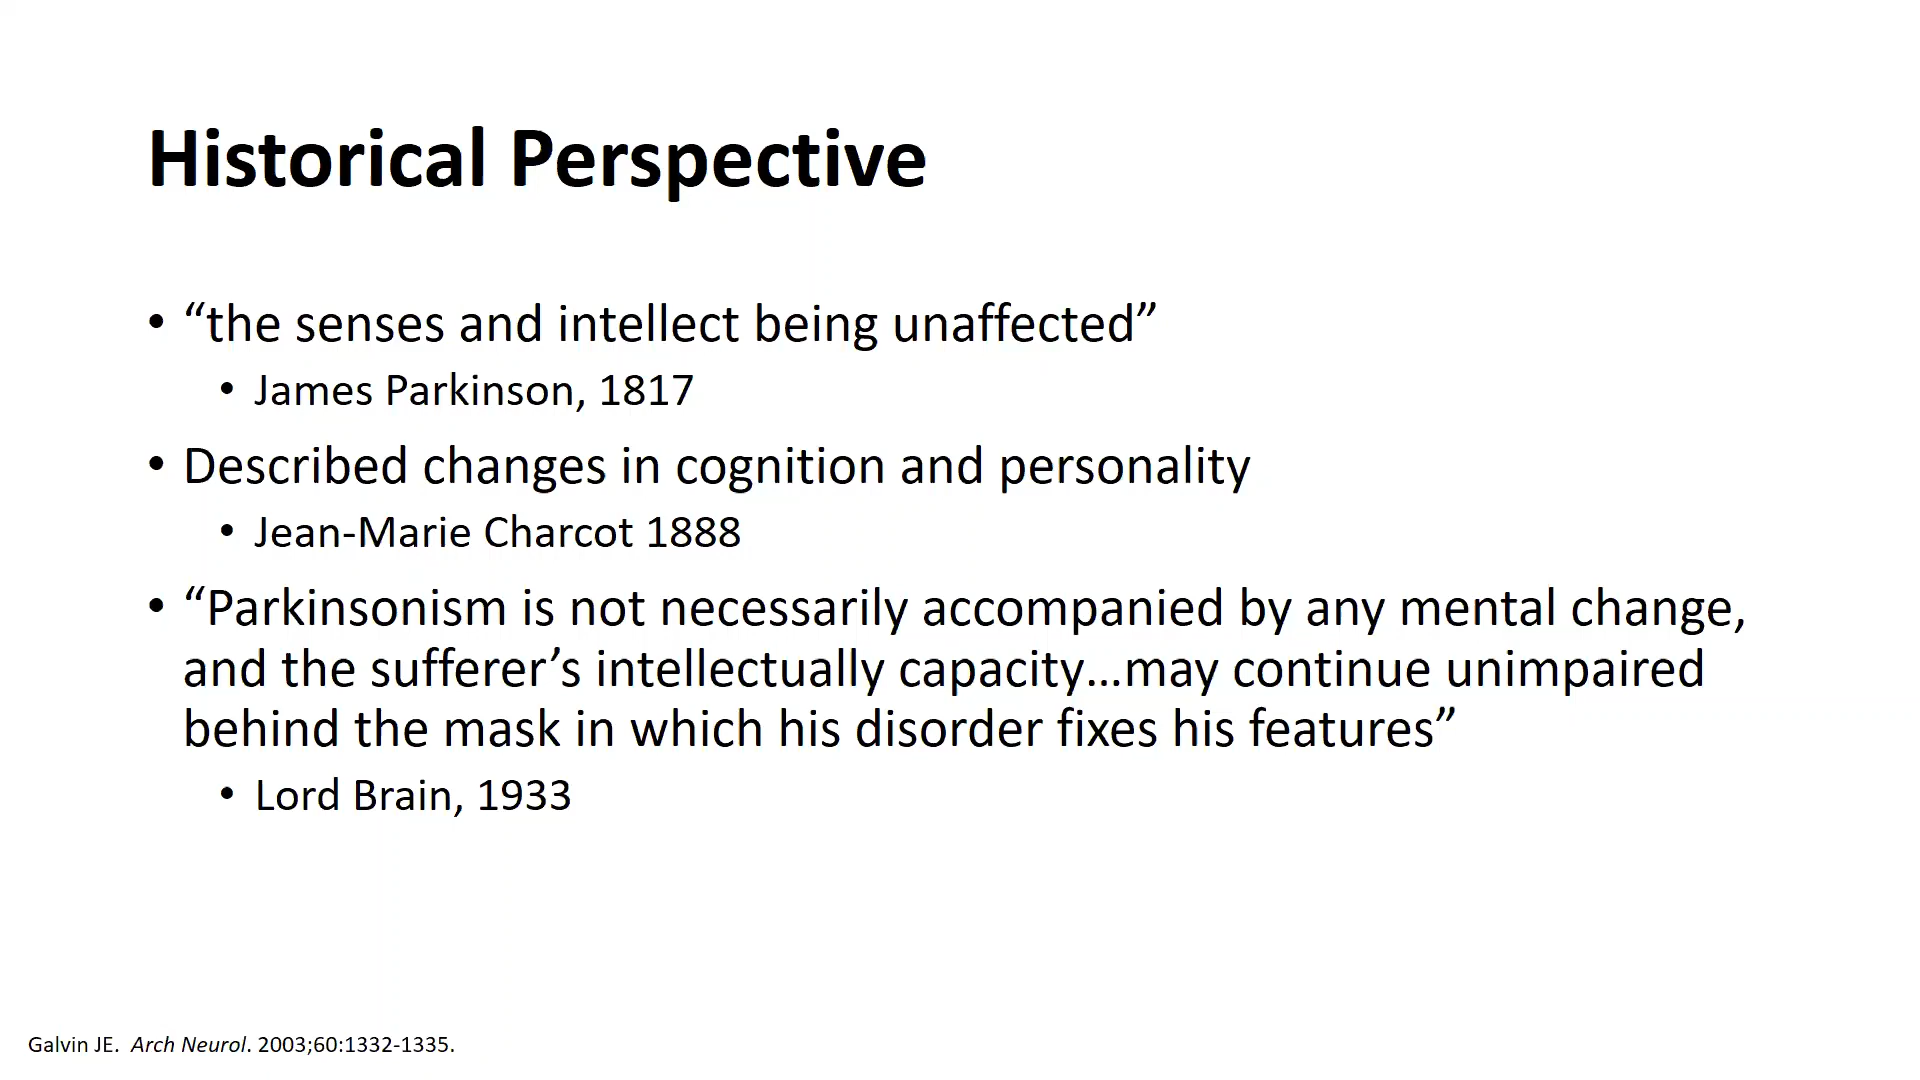 Historical Perspective
• “the senses and intellect being unaffected”
• James Parkinson, 1817
• Described changes in cognition and personality
• Jean-Marie Charcot 1888
• “Parkinsonism is not necessarily accompanied by any mental change,
and the sufferer’s intellectually capacity…may continue unimpaired
behind the mask in which his disorder fixes his features”
• Lord Brain, 1933
Galvin JE. Arch Neurol. 2003;60:1332-1335.